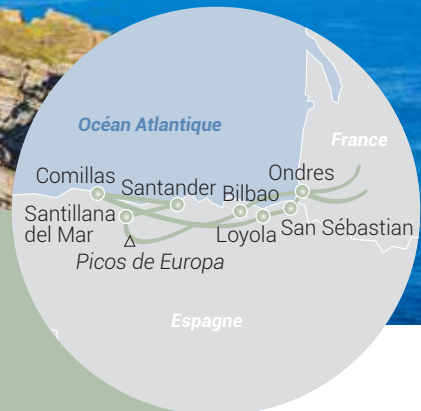 Océan Atlantique
France
Comillas
Santander
Bilbao
Ondres
Santillana
del Mar
Loyola
San Sébastian
Picos de Europa
Espagne